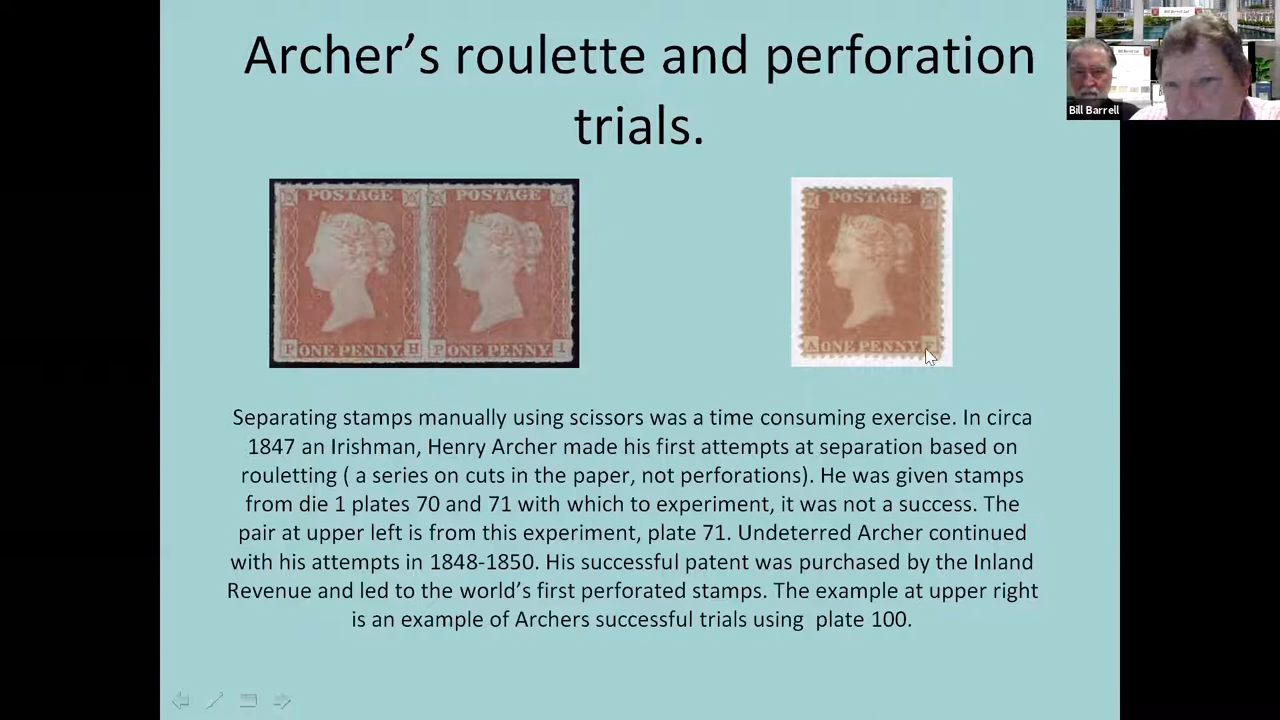 Archer’s roulette and perforation
trials.
Bill Barrell
POSTAGE
POSTAGE
POSTAGE
P ONE PENNY H
P ONE PENNY I
A ONE PENNY
Separating stamps manually using scissors was a time consuming exercise. In circa
1847 an Irishman, Henry Archer made his first attempts at separation based on
rouletting ( a series on cuts in the paper, not perforations). He was given stamps
from die 1 plates 70 and 71 with which to experiment, it was not a success. The
pair at upper left is from this experiment, plate 71. Undeterred Archer continued
with his attempts in 1848-1850. His successful patent was purchased by the Inland
Revenue and led to the world’s first perforated stamps. The example at upper right
is an example of Archers successful trials using  plate 100.